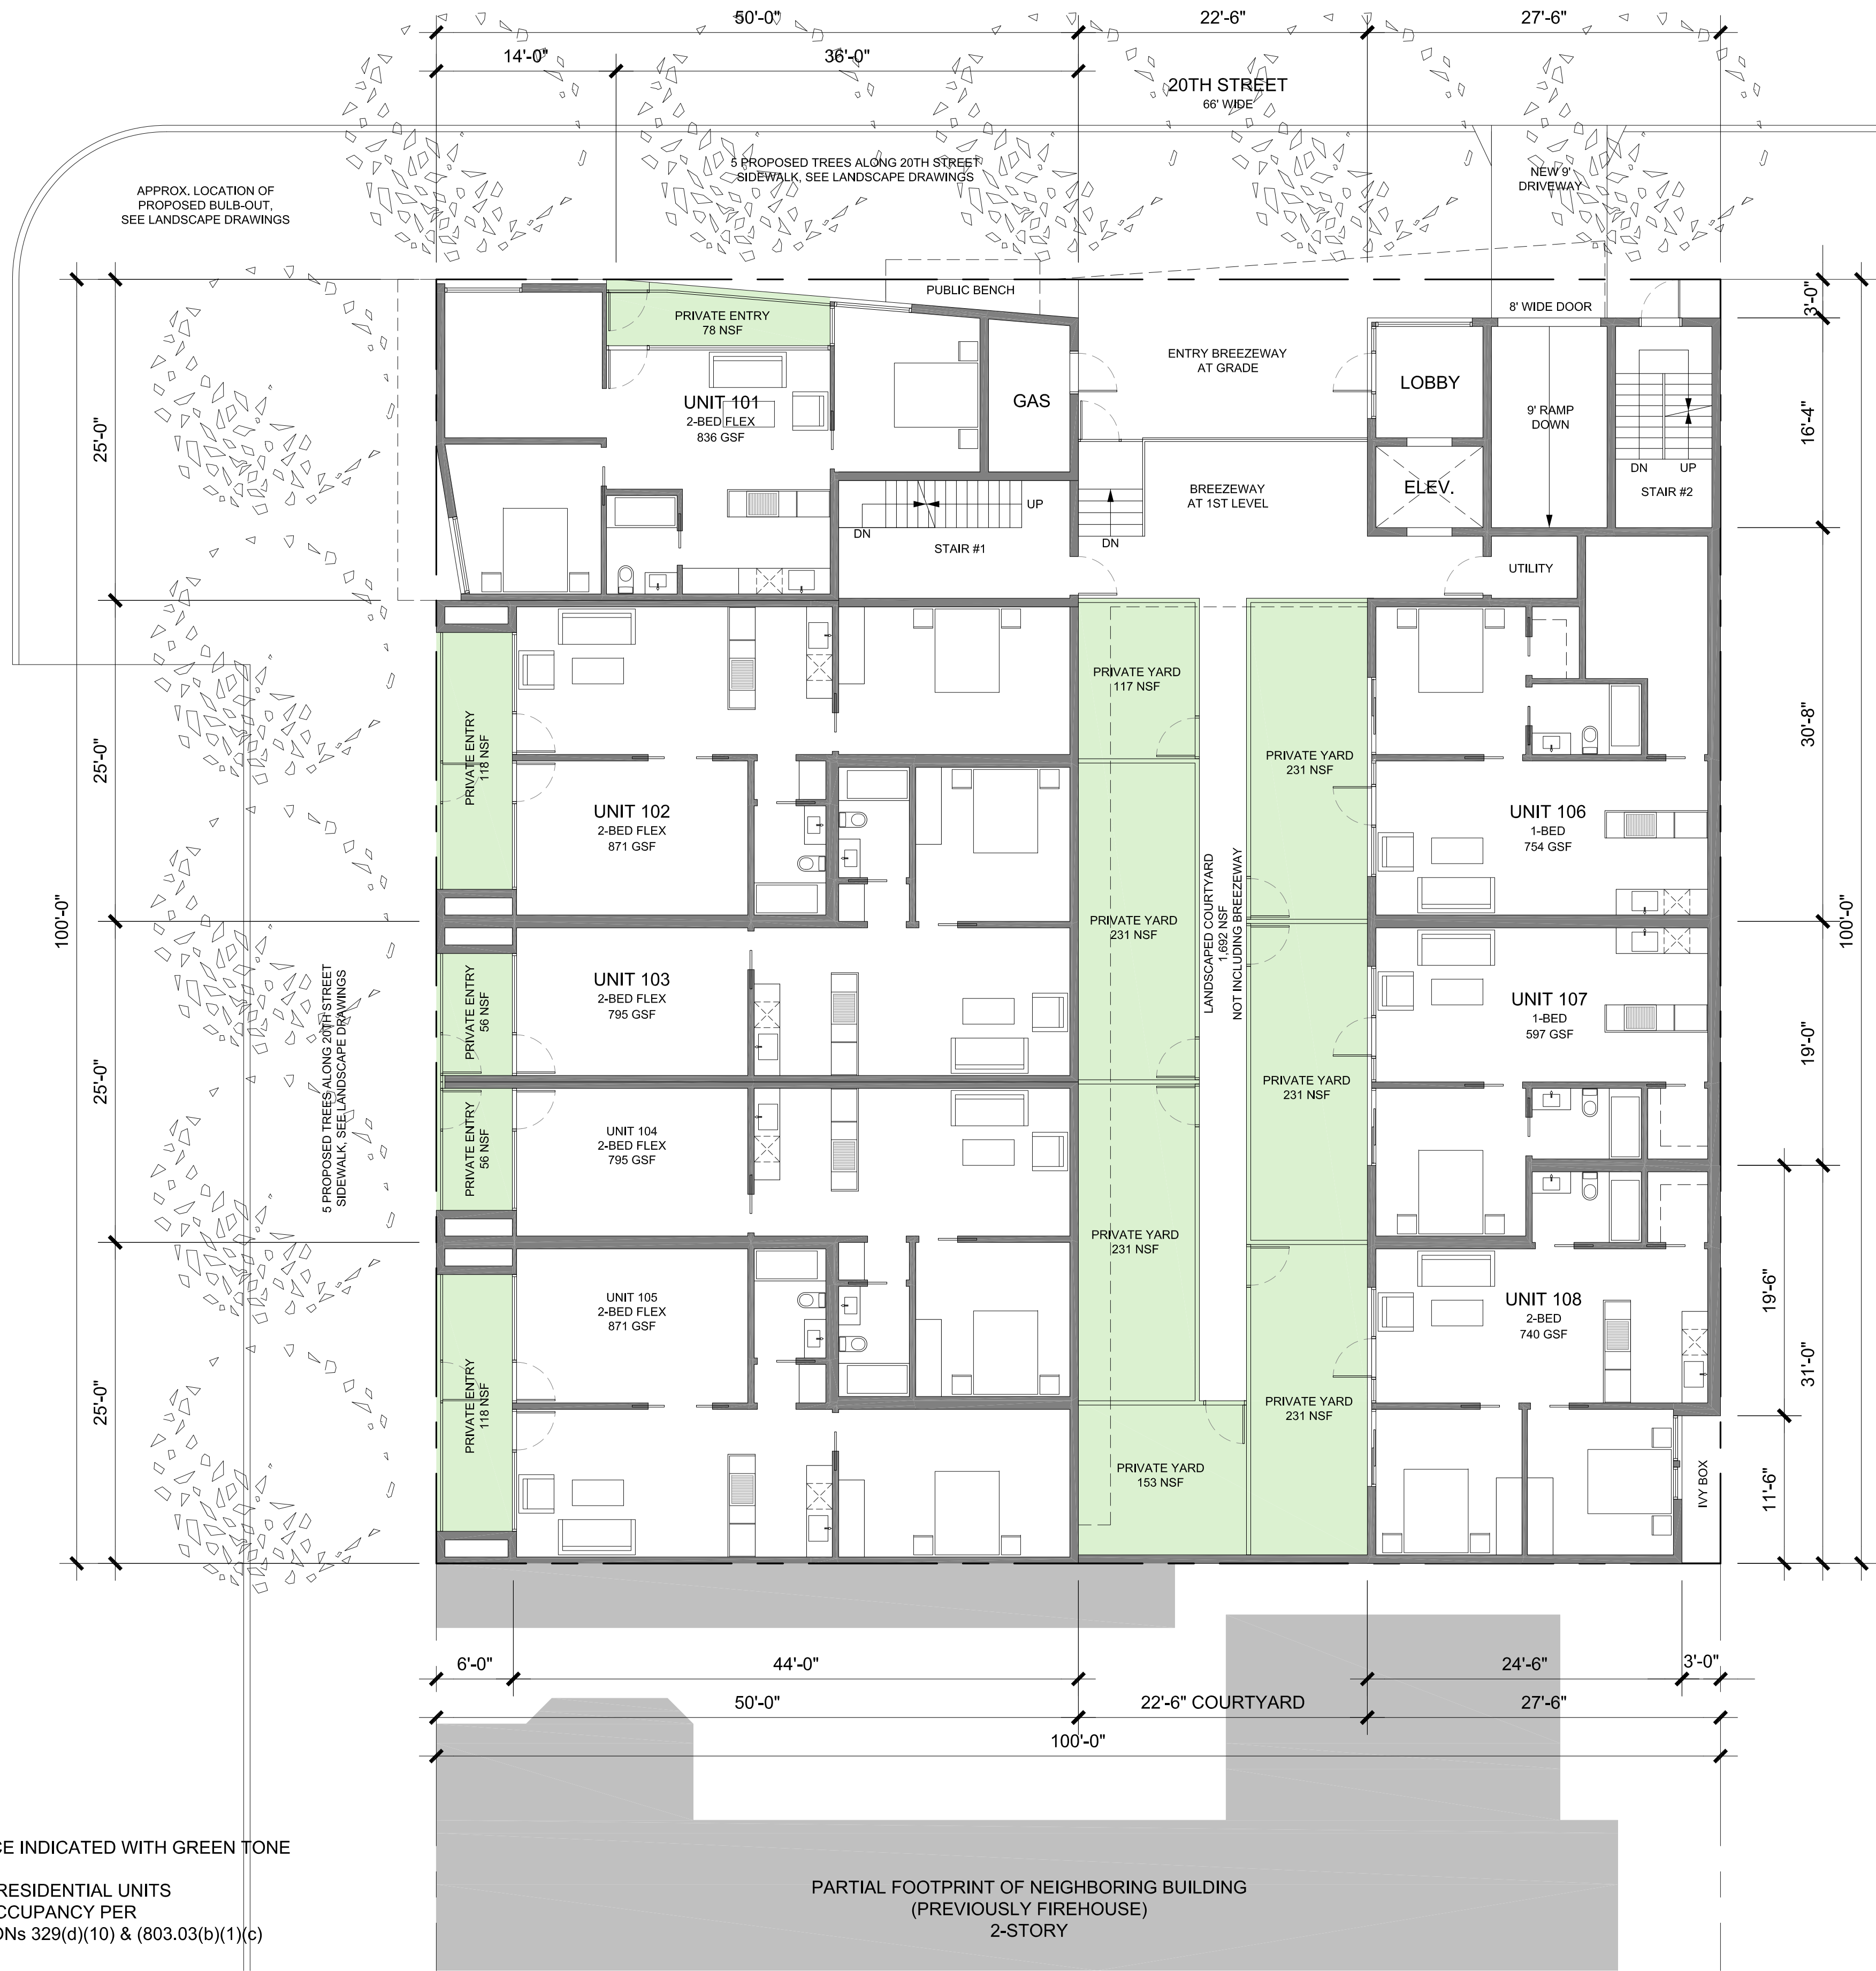 50'-0"
22'-6"
27'-6"
14'-0"
36'-0"
20TH STREET
66' WIDE
5 PROPOSED TREES ALONG 20TH STREET
SIDEWALK, SEE LANDSCAPE DRAWINGS
NEW 9'
DRIVEWAY
APPROX. LOCATION OF
PROPOSED BULB-OUT,
SEE LANDSCAPE DRAWINGS
PUBLIC BENCH
8' WIDE DOOR
3'-0"
PRIVATE ENTRY
78 NSF
ENTRY BREEZEWAY
AT GRADE
LOBBY
GAS
UNIT 101
2-BED FLEX
836 GSF
9' RAMP
DOWN
16'-4"
25'-0"
DN
UP
STAIR #2
ELEV.
BREEZEWAY
AT 1ST LEVEL
UP
DN
STAIR #1
DN
UTILITY
PRIVATE YARD
117 NSF
30'-8"
25'-0"
PRIVATE ENTRY
118 NSF
PRIVATE YARD
231 NSF
UNIT 102
2-BED FLEX
871 GSF
UNIT 106
1-BED
754 GSF
LANDSCAPED COURTYARD
1,692 NSF
NOT INCLUDING BREEZEWAY
100'-0"
100'-0"
PRIVATE YARD
231 NSF
5 PROPOSED TREES ALONG 20TH STREET
SIDEWALK, SEE LANDSCAPE DRAWINGS
PRIVATE ENTRY
56 NSF
UNIT 103
2-BED FLEX
795 GSF
UNIT 107
1-BED
597 GSF
19'-0"
25'-0"
PRIVATE YARD
231 NSF
PRIVATE ENTRY
56 NSF
UNIT 104
2-BED FLEX
795 GSF
PRIVATE YARD
231 NSF
19'-6"
UNIT 105
2-BED FLEX
871 GSF
UNIT 108
2-BED
740 GSF
31'-0"
25'-0"
PRIVATE ENTRY
118 NSF
PRIVATE YARD
231 NSF
PRIVATE YARD
153 NSF
IVY BOX
11'-6"
6'-0"
44'-0"
24'-6"
3'-0"
50'-0"
22'-6" COURTYARD
27'-6"
100'-0"
INDICATED WITH GREEN TONE
RESIDENTIAL UNITS
PER
329(d)(10) & (803.03(b)(1)(c)
PARTIAL FOOTPRINT OF NEIGHBORING BUILDING
(PREVIOUSLY FIREHOUSE)
2-STORY